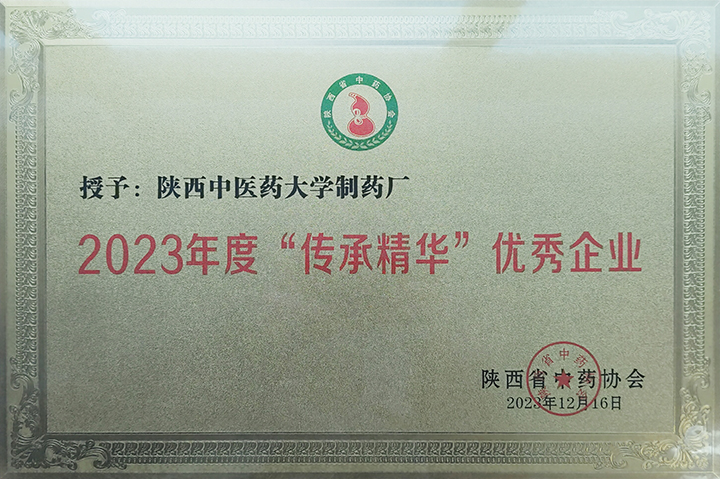 陕西省中药协会
授予：陕西中医药大学制药厂
2023年度“传承精华”优秀企业
陕西省中药协会
2023年12月16日